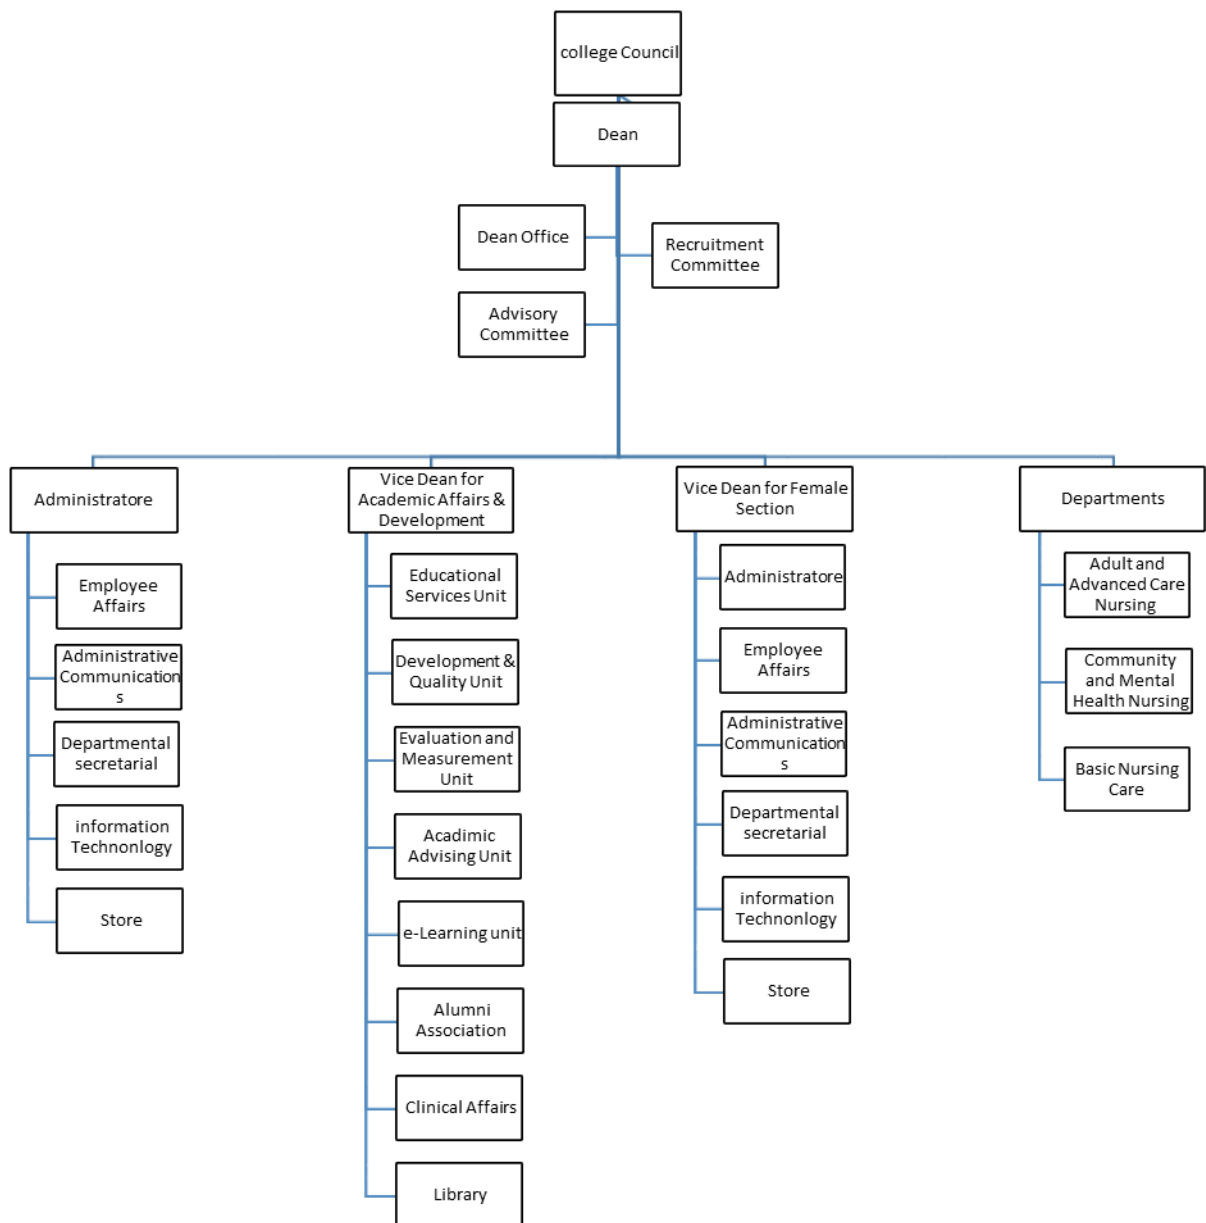 college Council
Dean
Dean Office
Recruitment
Committee
Advisory
Committee
Administratore
Employee
Affairs
Administrative
Communication
s
Departmental
secretarial
information
Technonlogy
Store
Vice Dean for
Academic Affairs &
Development
Educational
Services Unit
Development &
Quality Unit
Evaluation and
Measurement
Unit
Acadimic
Advising Unit
e-Learning unit
Alumni
Association
Clinical Affairs
Library
Vice Dean for Female
Section
Administratore
Employee
Affairs
Administrative
Communication
s
Departmental
secretarial
information
Technonlogy
Store
Departments
Adult and
Advanced Care
Nursing
Community
and Mental
Health Nursing
Basic Nursing
Care